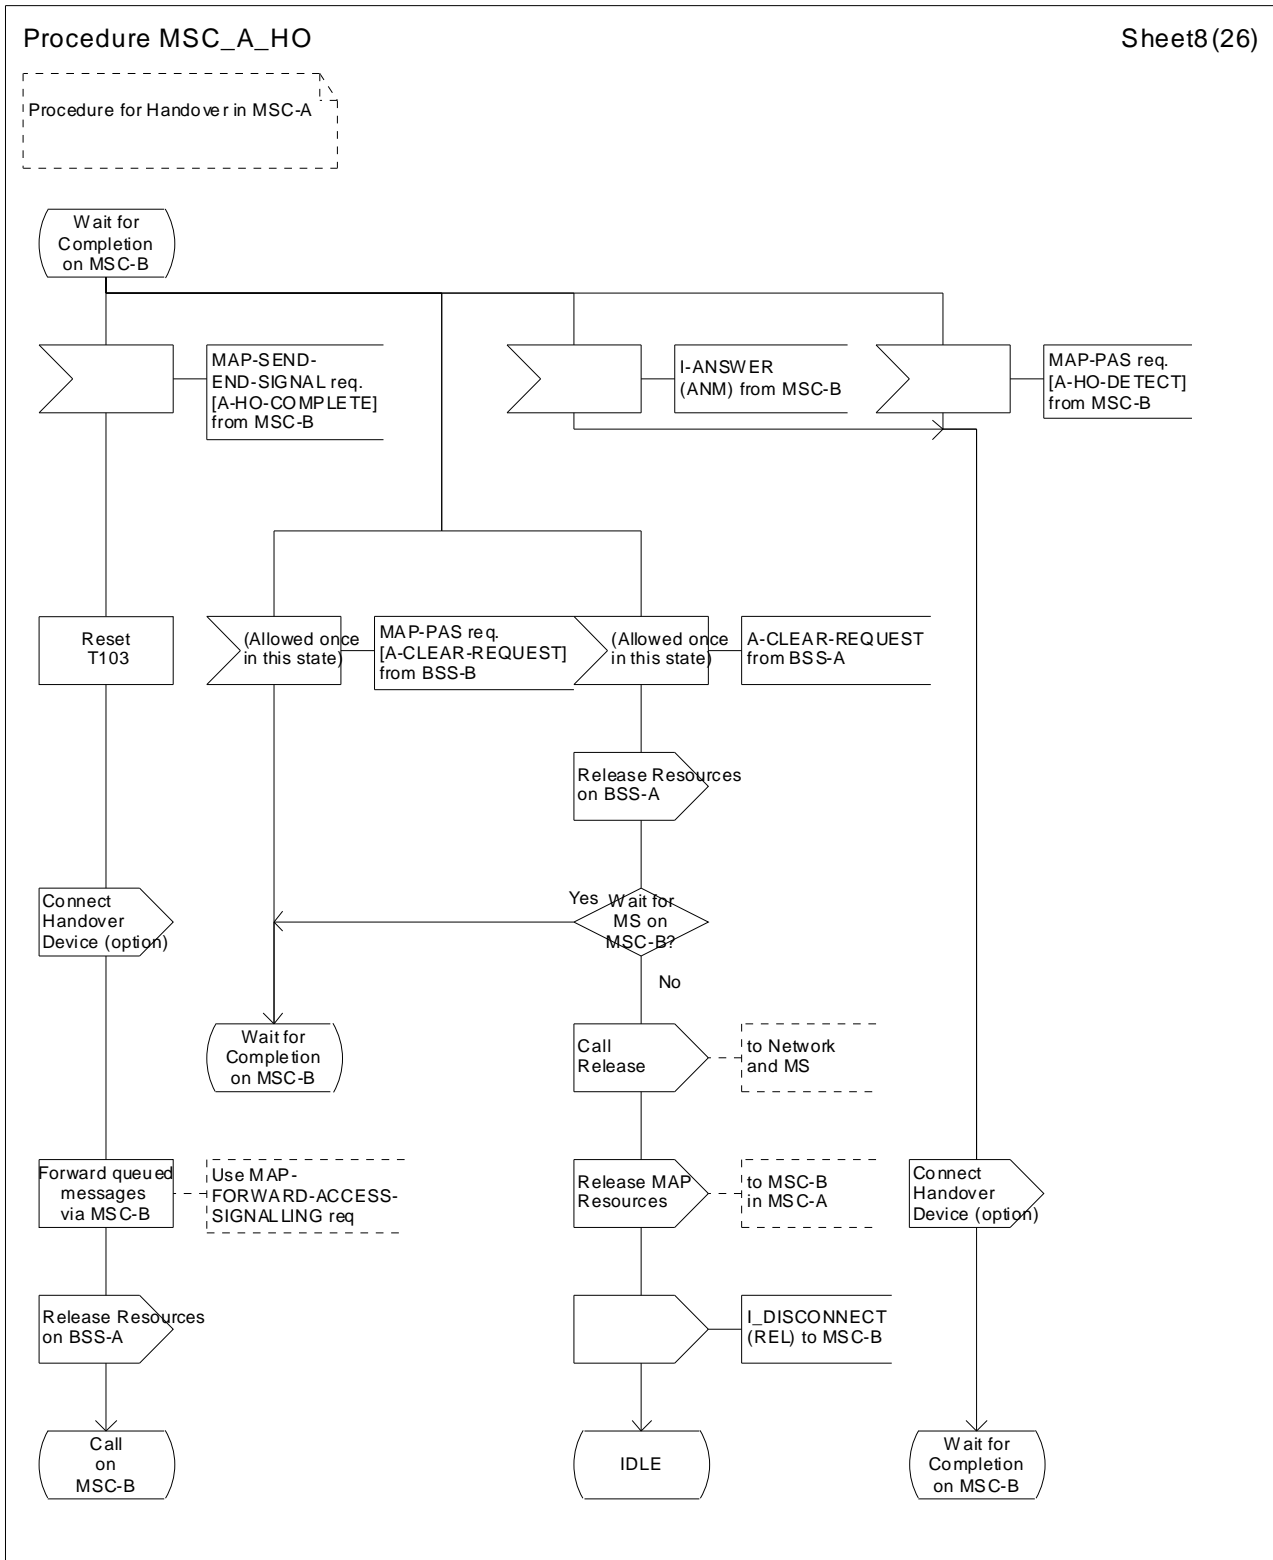 Procedure MSC_A_HO
Sheet8(26)
Procedure for Handover in MSC-A
Wait for
Completion
on MSC-B
MAP-SEND-
END-SIGNAL req.
[A-HO-COMPLETE]
from MSC-B
I-ANSWER
(ANM) from MSC-B
MAP-PAS req.
[A-HO-DETECT]
from MSC-B
Reset
T103
(Allowed once
in this state)
MAP-PAS req.
[A-CLEAR-REQUEST]
from BSS-B
(Allowed once
in this state)
A-CLEAR-REQUEST
from BSS-A
Release Resources
on BSS-A
Connect
Handover
Device (option)
Yes
Wait for
MS on
MSC-B?
No
Wait for
Completion
on MSC-B
Call
Release
to Network
and MS
Forward queued
messages
via MSC-B
Use MAP-
FORWARD-ACCESS-
SIGNALLING req
Release MAP
Resources
to MSC-B
in MSC-A
Connect
Handover
Device (option)
Release Resources
on BSS-A
I_DISCONNECT
(REL) to MSC-B
Call
on
MSC-B
IDLE
Wait for
Completion
on MSC-B